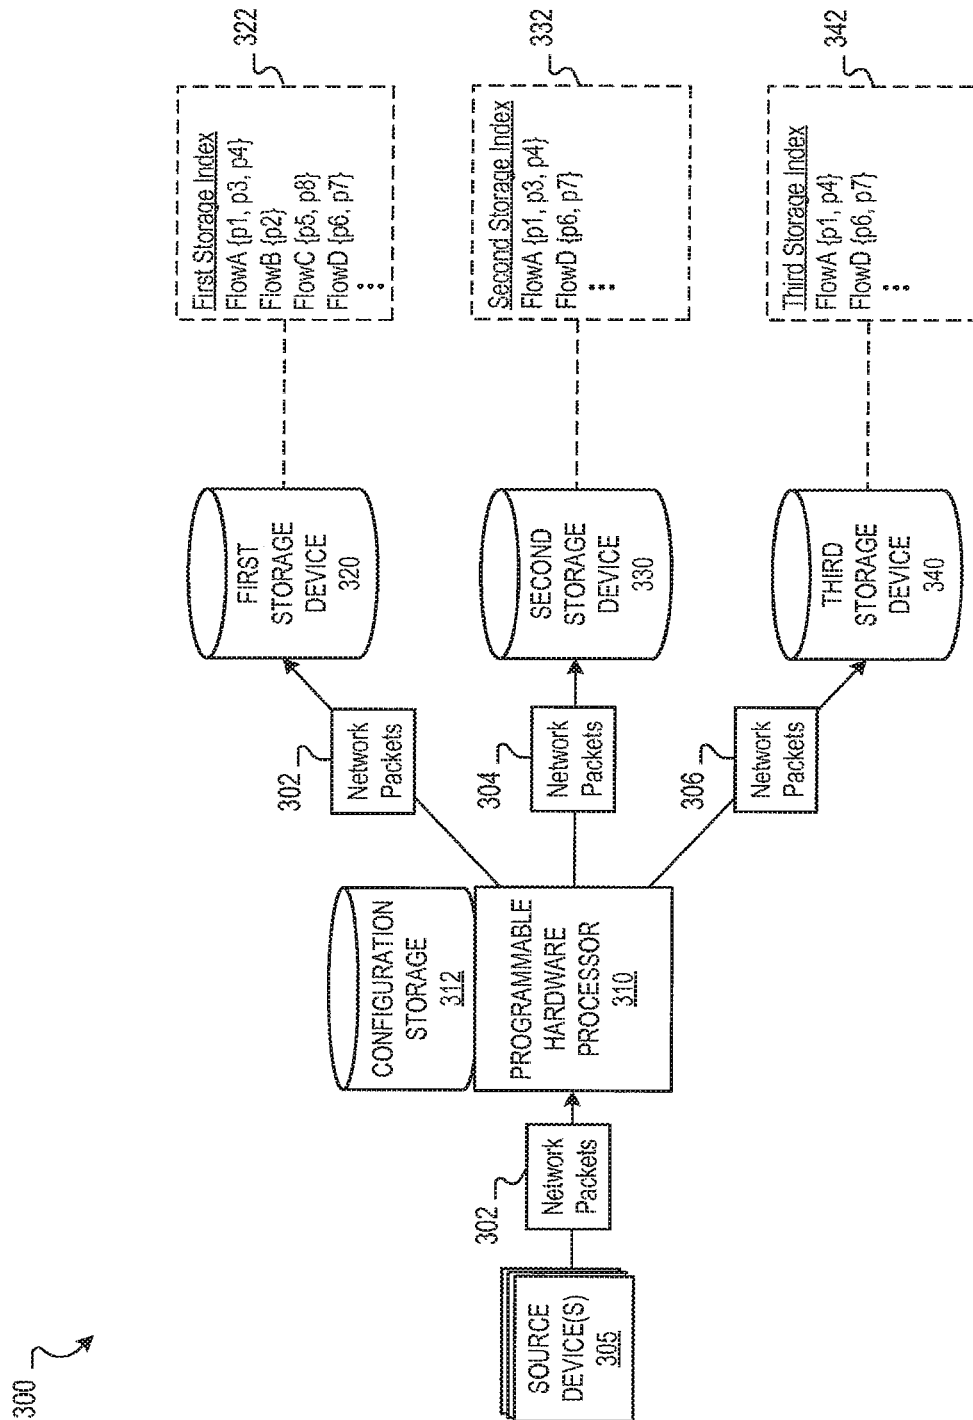 300
SOURCE
DEVICE(S)
305
302
Network
Packets
CONFIGURATION
STORAGE
312
PROGRAMMABLE
HARDWARE
PROCESSOR
310
302
Network
Packets
304
Network
Packets
306
Network
Packets
FIRST
STORAGE
DEVICE
320
SECOND
STORAGE
DEVICE
330
THIRD
STORAGE
DEVICE
340
First Storage Index
FlowA {p1, p3, p4}
FlowB {p2}
FlowC {p5, p8}
FlowD {p6, p7}
322
Second Storage Index
FlowA {p1, p3, p4}
FlowD {p6, p7}
332
Third Storage Index
FlowA {p1, p4}
FlowD {p6, p7}
342